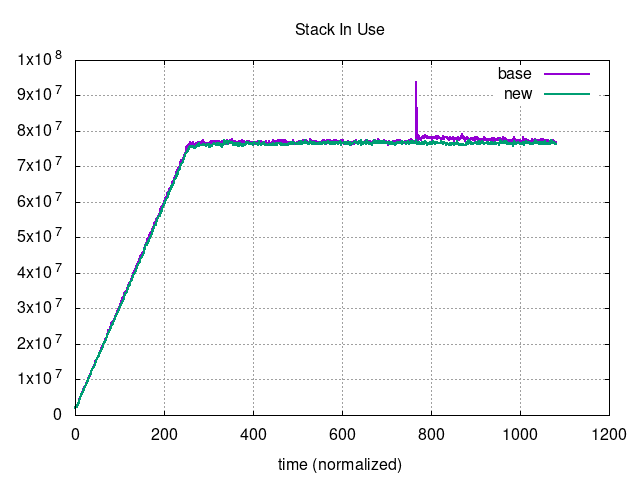 Stack In Use
1x10^8
9x10^7
8x10^7
7x10^7
6x10^7
5x10^7
4x10^7
3x10^7
2x10^7
1x10^7
0
base
new
0 200 400 600 800 1000 1200
time (normalized)